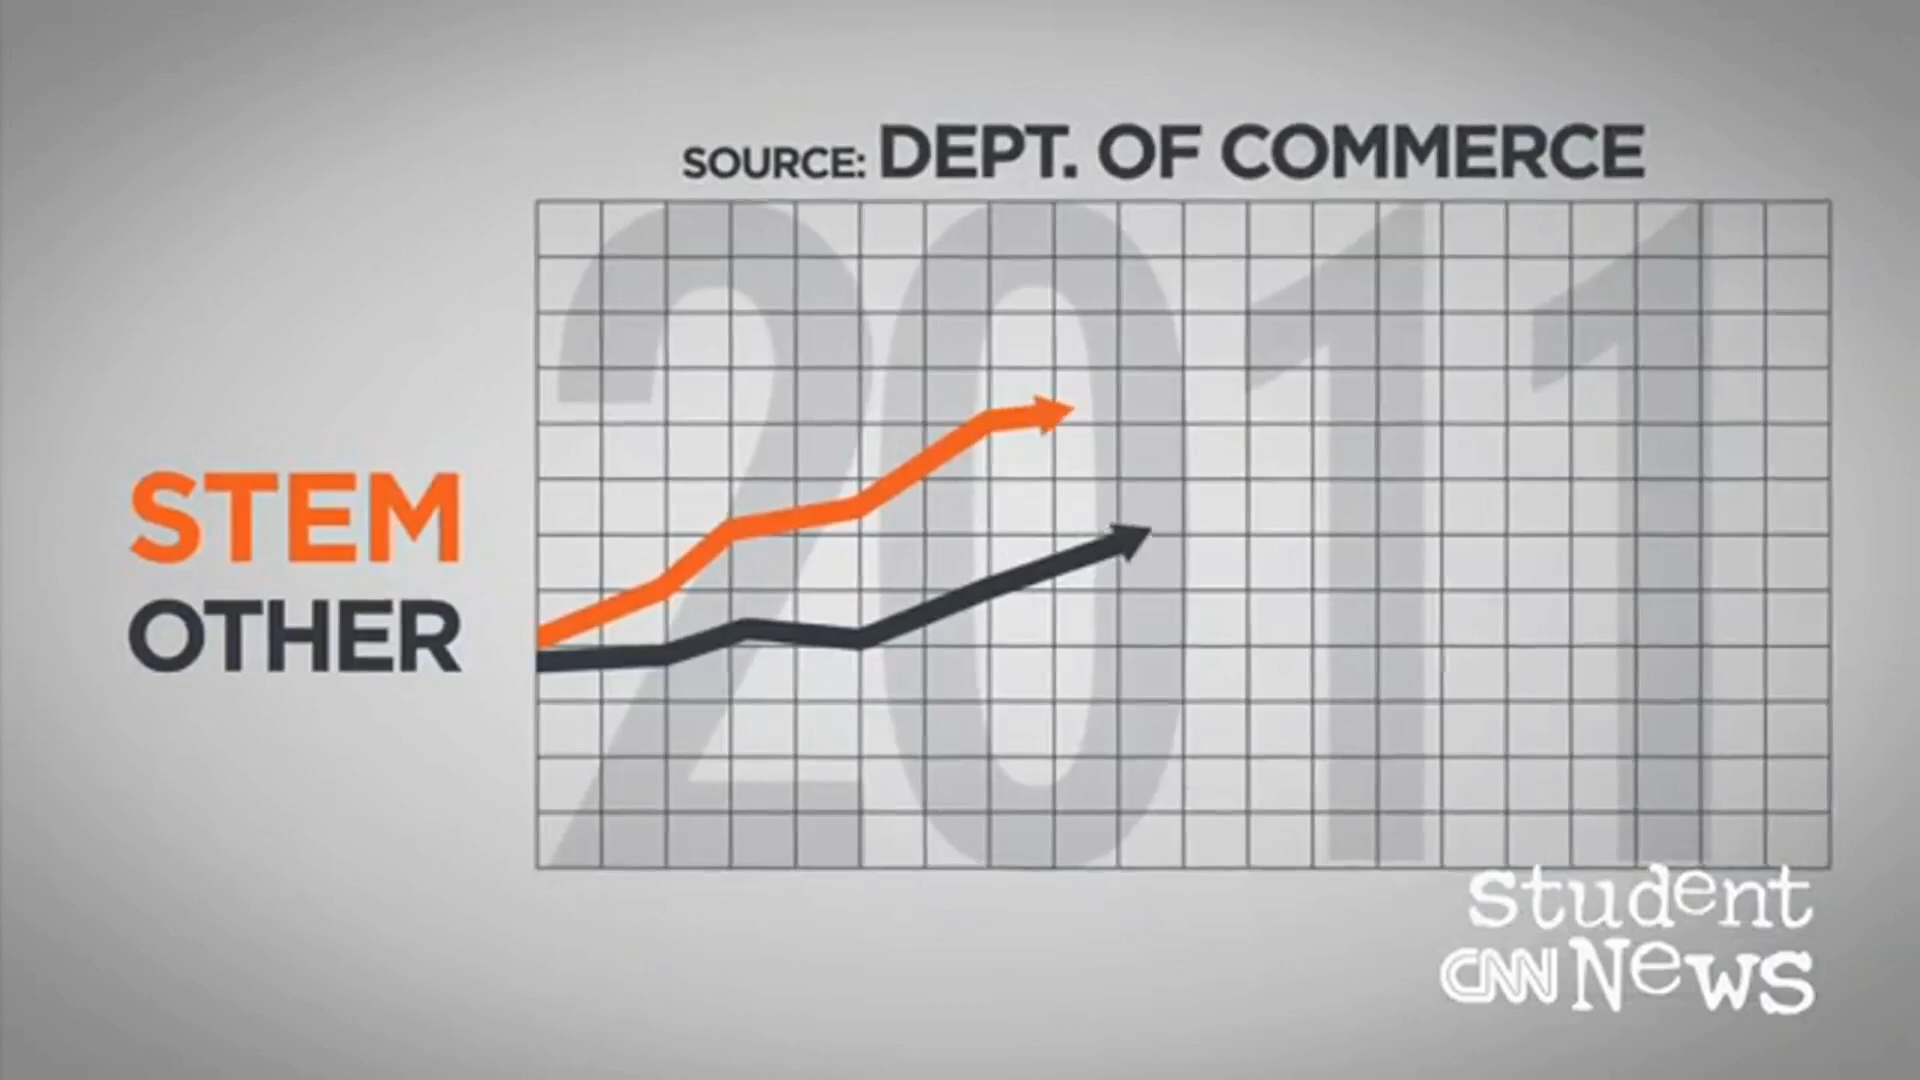 SOURCE: DEPT. OF COMMERCE
2011
STEM
OTHER
Student
CNN News